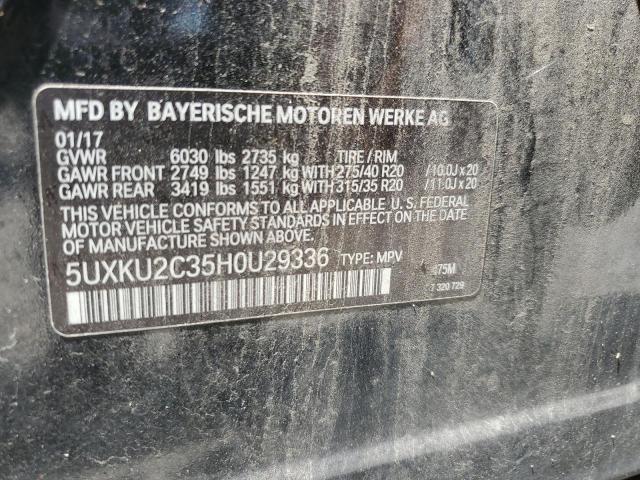 MFD BY BAYERISCHE MOTOREN WERKE AG
01/17
GVWR 6030 lbs 2735 kg TIRE / RIM
GAWR FRONT 2749 lbs 1247 kg WITH 275/40 R20 /10.0J x 20
GAWR REAR 3419 lbs 1551 kg WITH 315/35 R20 /11.0J x 20
THIS VEHICLE CONFORMS TO ALL APPLICABLE U.S. FEDERAL
MOTOR VEHICLE SAFETY STANDARDS IN EFFECT ON THE DATE
OF MANUFACTURE SHOWN ABOVE.
5UXKU2C35H0U29336 TYPE: MPV 475M
7 320 729